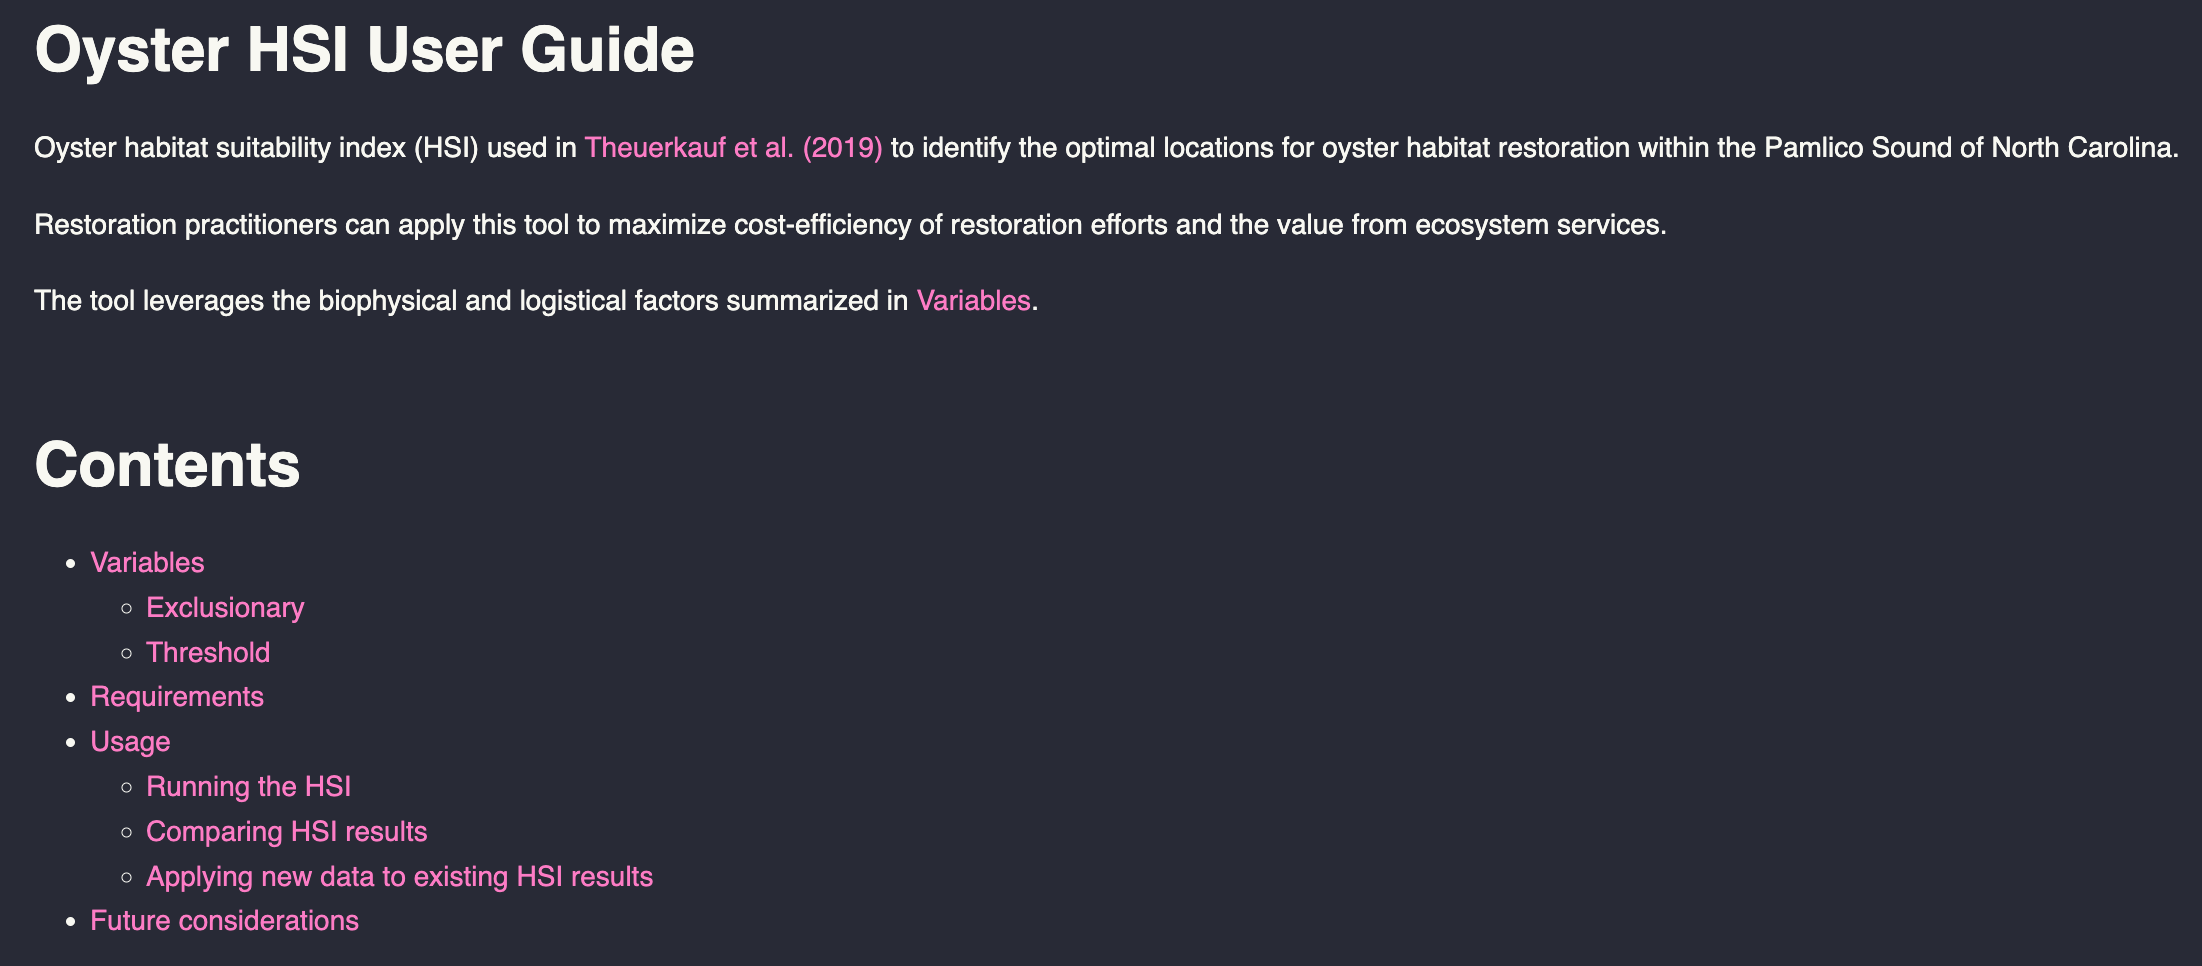 Oyster HSI User Guide
Oyster habitat suitability index (HSI) used in Theuerkauf et al. (2019) to identify the optimal locations for oyster habitat restoration within the Pamlico Sound of North Carolina.
Restoration practitioners can apply this tool to maximize cost-efficiency of restoration efforts and the value from ecosystem services.
The tool leverages the biophysical and logistical factors summarized in Variables.
Contents
Variables
Exclusionary
Threshold
Requirements
Usage
Running the HSI
Comparing HSI results
Applying new data to existing HSI results
Future considerations